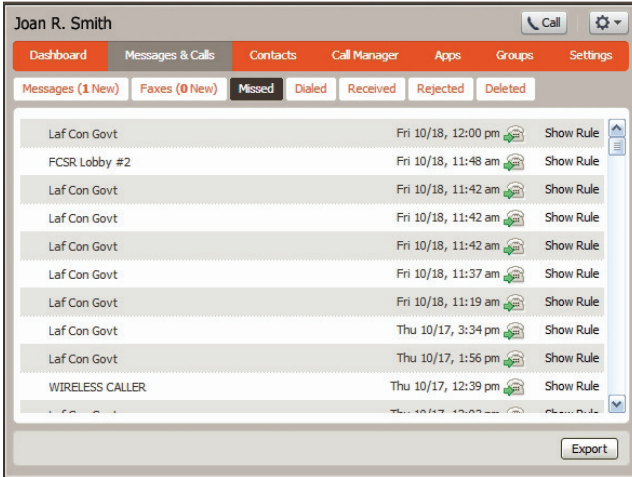 Joan R. Smith Call
Dashboard Messages & Calls Contacts Call Manager Apps Groups Settings
Messages (1 New) Faxes (0 New) Missed Dialed Received Rejected Deleted
Laf Con Govt Fri 10/18, 12:00 pm Show Rule
FCSR Lobby #2 Fri 10/18, 11:48 am Show Rule
Laf Con Govt Fri 10/18, 11:42 am Show Rule
Laf Con Govt Fri 10/18, 11:42 am Show Rule
Laf Con Govt Fri 10/18, 11:42 am Show Rule
Laf Con Govt Fri 10/18, 11:37 am Show Rule
Laf Con Govt Fri 10/18, 11:19 am Show Rule
Laf Con Govt Thu 10/17, 3:34 pm Show Rule
Laf Con Govt Thu 10/17, 1:56 pm Show Rule
WIRELESS CALLER Thu 10/17, 12:39 pm Show Rule
Export